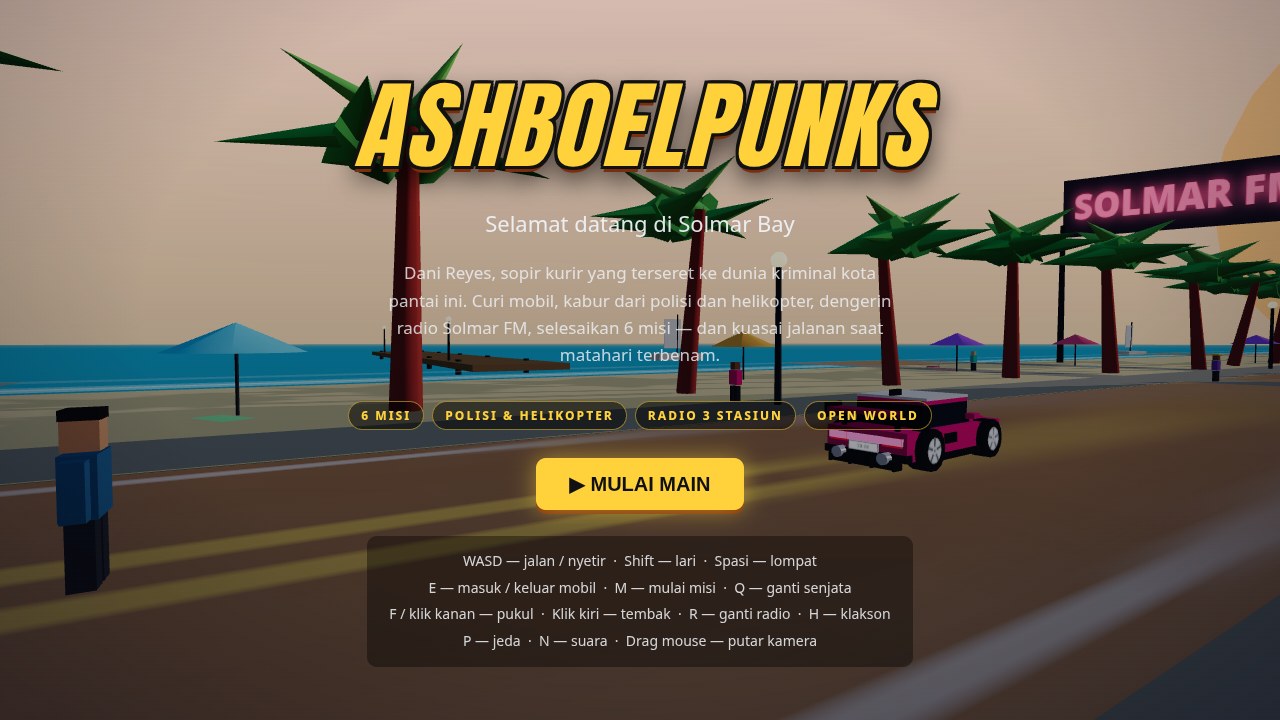 ASHBOELPUNKS
SOLMAR FM
Selamat datang di Solmar Bay
Dani Reyes, sopir kurir yang terseret ke dunia kriminal kota
pantai ini. Curi mobil, kabur dari polisi dan helikopter, dengerin
radio Solmar FM, selesaikan 6 misi — dan kuasai jalanan saat
matahari terbenam.
6 MISI
POLISI & HELIKOPTER
RADIO 3 STASIUN
OPEN WORLD
▶ MULAI MAIN
WASD — jalan / nyetir · Shift — lari · Spasi — lompat
E — masuk / keluar mobil · M — mulai misi · Q — ganti senjata
F / klik kanan — pukul · Klik kiri — tembak · R — ganti radio · H — klakson
P — jeda · N — suara · Drag mouse — putar kamera